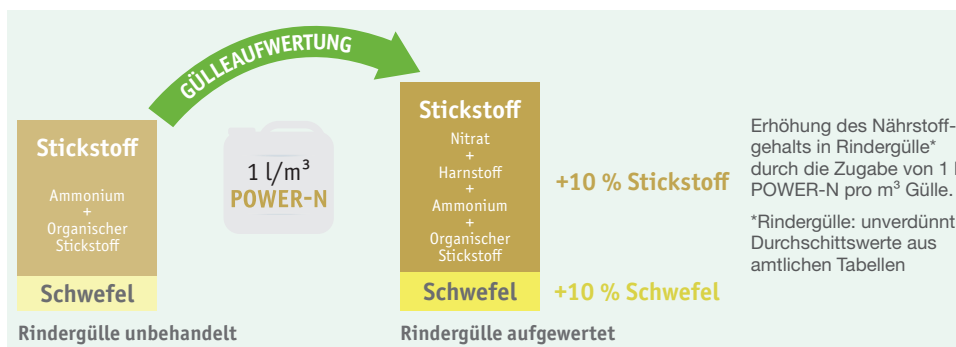 GÜLLEAUFWERTUNG
Stickstoff
Ammonium
+
Organischer
Stickstoff
Schwefel
Rindergülle unbehandelt
1 l/m³
POWER-N
Stickstoff
Nitrat
+
Harnstoff
+
Ammonium
+
Organischer
Stickstoff
Schwefel
Rindergülle aufgewertet
+10 % Stickstoff
+10 % Schwefel
Erhöhung des Nährstoff-
gehalts in Rindergülle*
durch die Zugabe von 1 l
POWER-N pro m³ Gülle.
*Rindergülle: unverdünnt
Durchschittswerte aus
amtlichen Tabellen